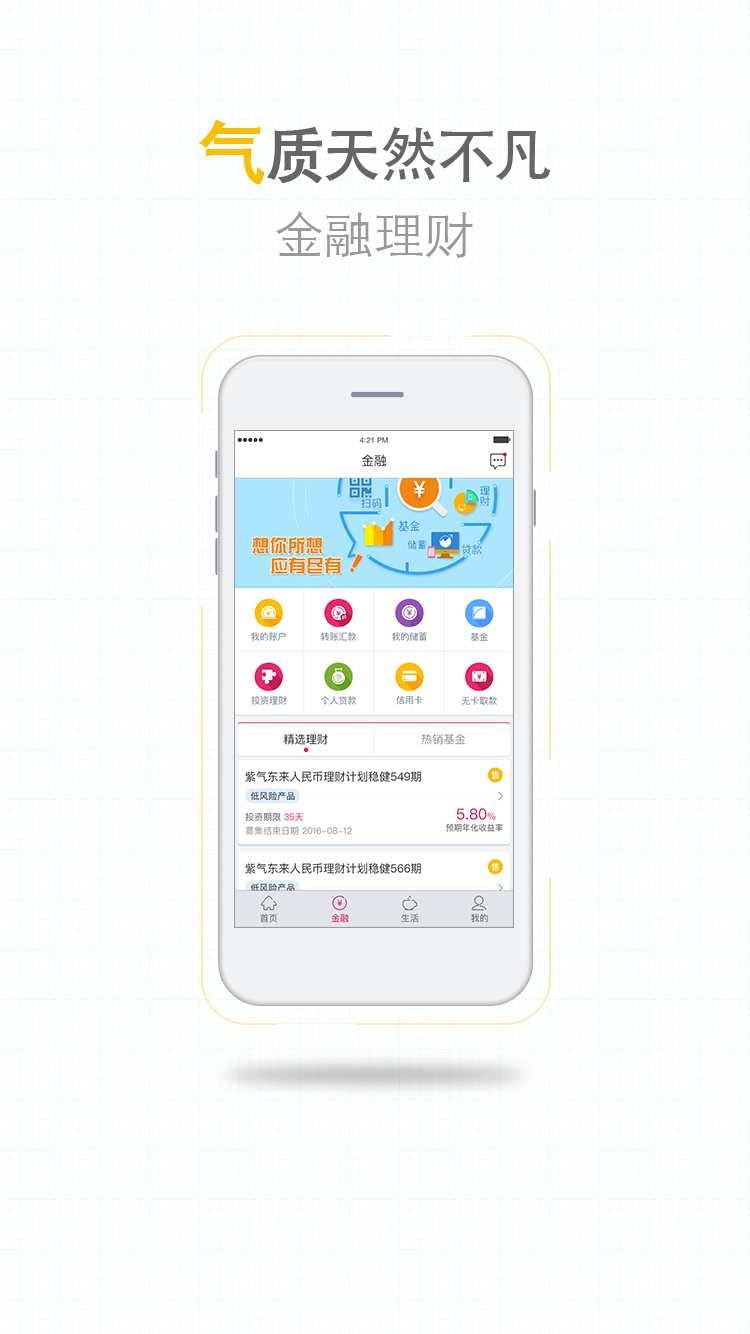 气质天然不凡
金融理财
4:21 PM
金融
扫码
理财
基金
储蓄
贷款
想你所想
应有尽有！
我的账户 转账汇款 我的储蓄 基金
投资理财 个人贷款 信用卡 无卡取款
精选理财 热销基金
紫气东来人民币理财计划稳健549期 售
低风险产品
投资期限 35天 5.80%
募集结束日期 2016-08-12 预期年化收益率
紫气东来人民币理财计划稳健566期 售
低风险产品
首页 金融 生活 我的